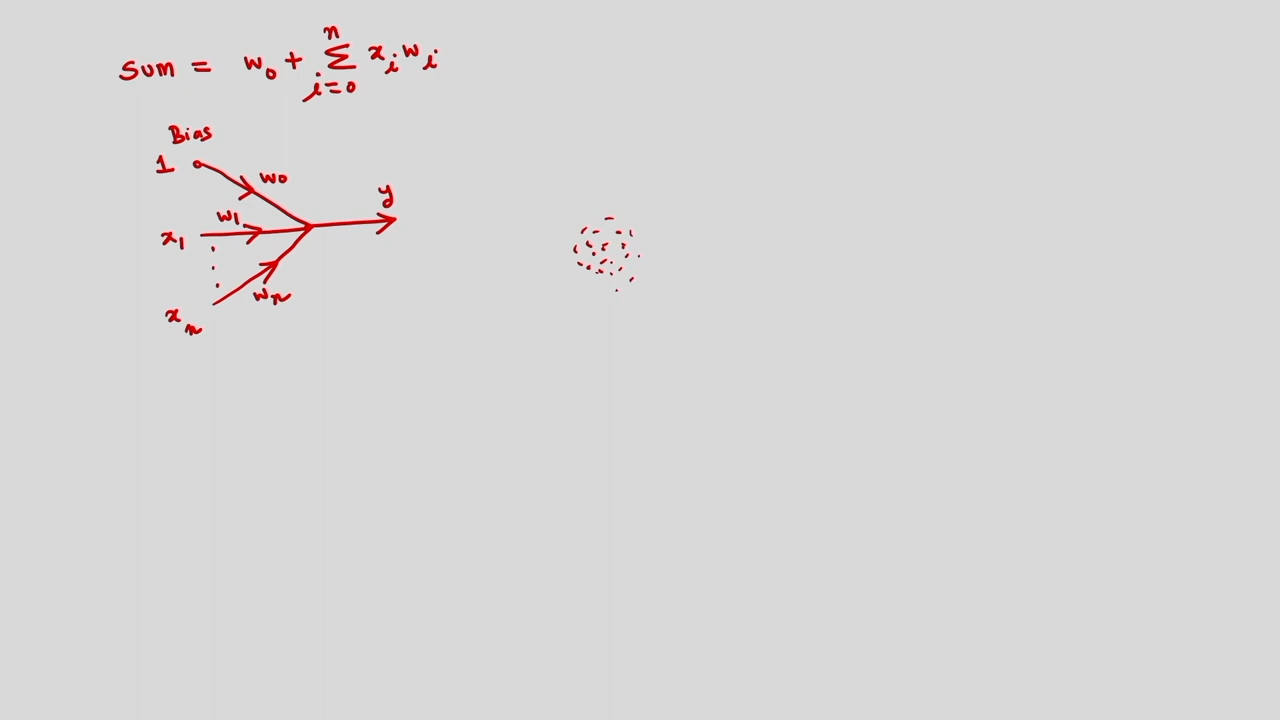 Sum = w₀ + n Σ i=0 xᵢ wᵢ
Bias
1
w₀
y
w₁
x₁
wₙ
xₙ